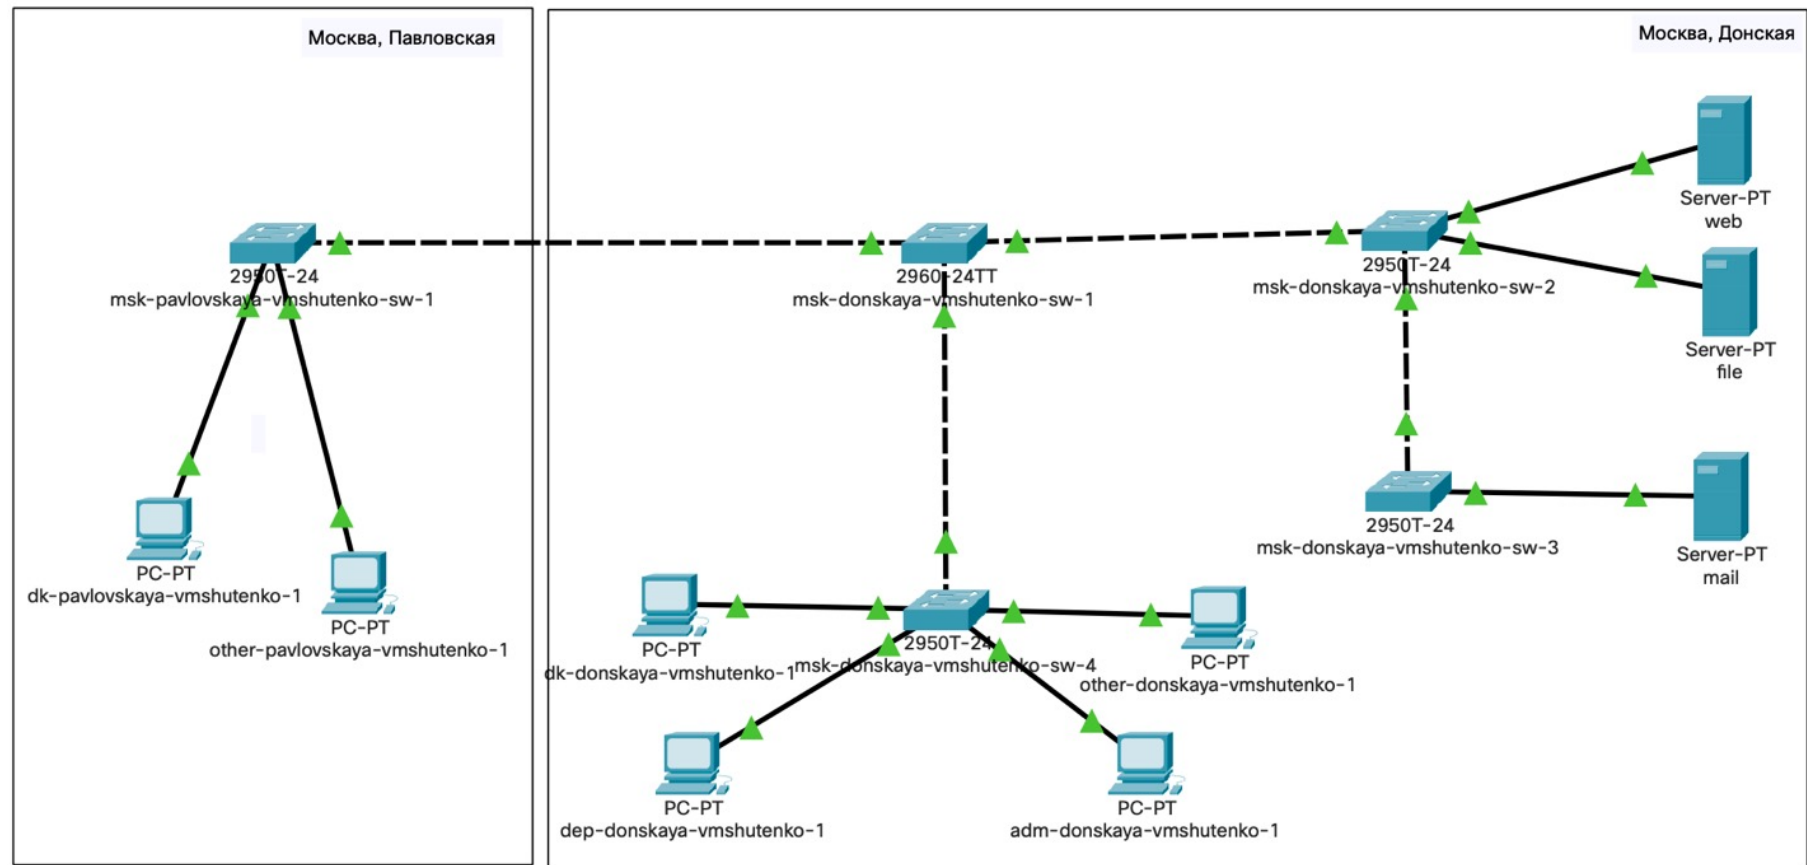 Москва, Павловская
Москва, Донская
Server-PT
web
2950T-24
msk-pavlovskaya-vmshutenko-sw-1
2960-24TT
msk-donskaya-vmshutenko-sw-1
2950T-24
msk-donskaya-vmshutenko-sw-2
Server-PT
file
PC-PT
dk-pavlovskaya-vmshutenko-1
PC-PT
other-pavlovskaya-vmshutenko-1
2950T-24
msk-donskaya-vmshutenko-sw-3
Server-PT
mail
PC-PT
dk-donskaya-vmshutenko-1
2950T-24
msk-donskaya-vmshutenko-sw-4
PC-PT
other-donskaya-vmshutenko-1
PC-PT
dep-donskaya-vmshutenko-1
PC-PT
adm-donskaya-vmshutenko-1